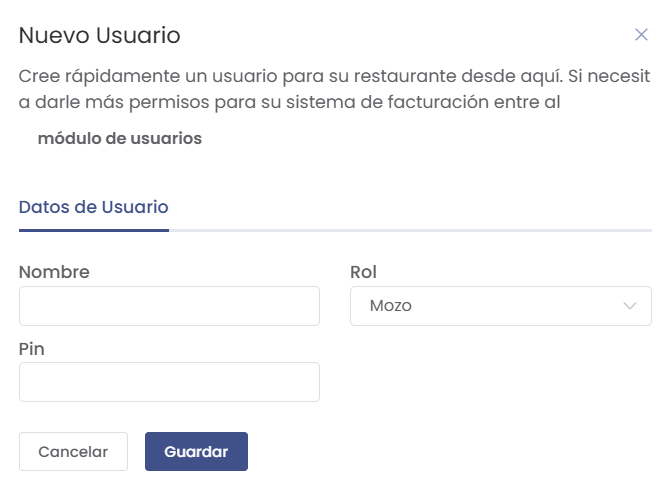 Nuevo Usuario
Cree rápidamente un usuario para su restaurante desde aquí. Si necesit
a darle más permisos para su sistema de facturación entre al
módulo de usuarios
Datos de Usuario
Nombre
Rol
Mozo
Pin
Cancelar
Guardar